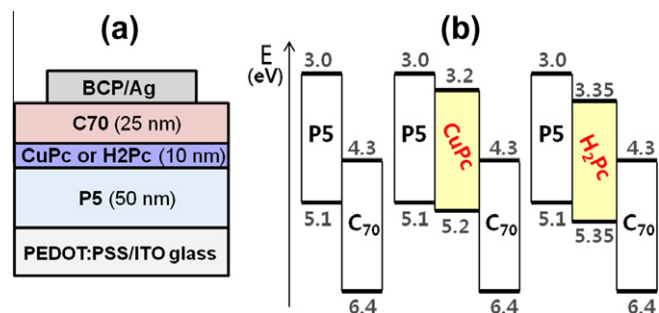 (a)
BCP/Ag
C70 (25 nm)
CuPc or H2Pc (10 nm)
P5 (50 nm)
PEDOT:PSS/ITO glass
(b)
E
(eV)
3.0
P5
5.1
4.3
C₇₀
6.4
3.0
P5
5.1
3.2
CuPc
5.2
4.3
C₇₀
6.4
3.0
P5
5.1
3.35
H₂Pc
5.35
4.3
C₇₀
6.4